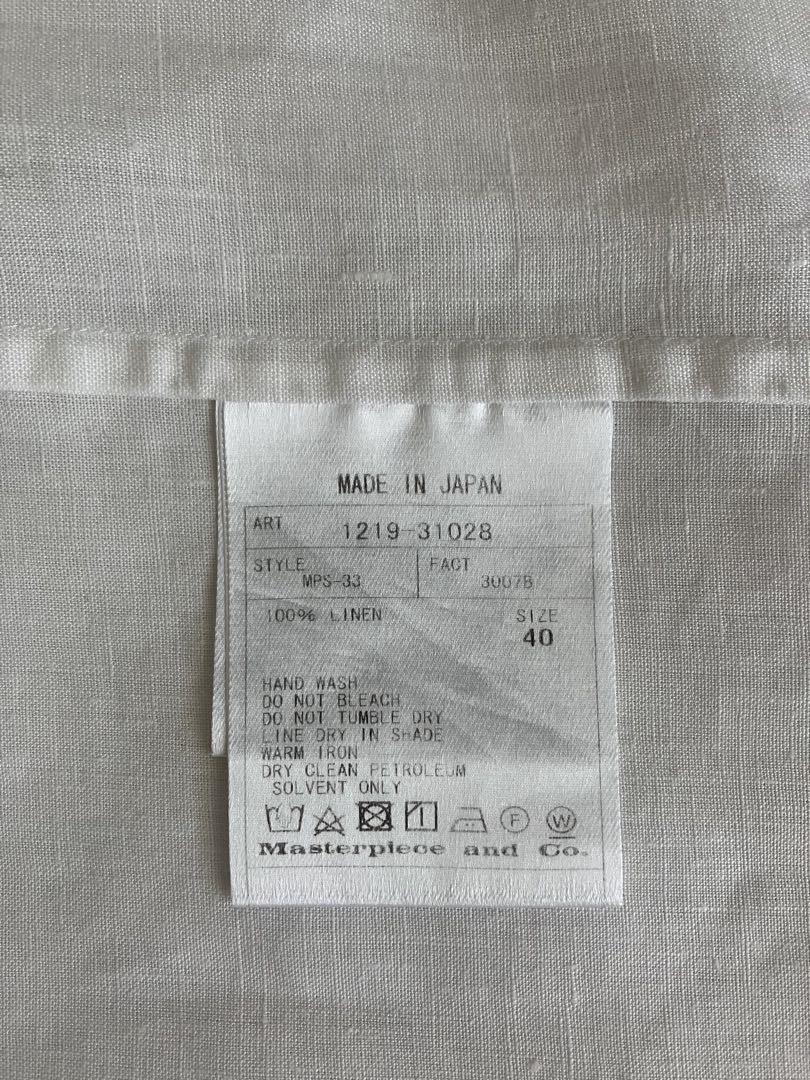 MADE IN JAPAN
ART 1219-31028
STYLE MPS-33 FACT 3007B
100% LINEN SIZE
40
HAND WASH
DO NOT BLEACH
DO NOT TUMBLE DRY
LINE DRY IN SHADE
WARM IRON
DRY CLEAN PETROLEUM
SOLVENT ONLY
F W
Masterpiece and Co.